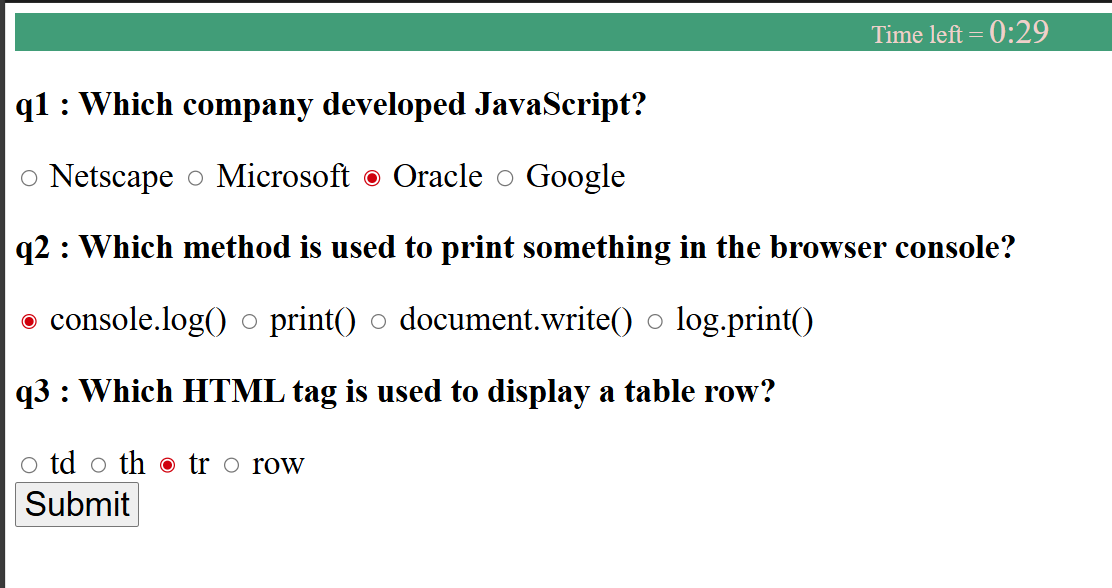 Time left = 0:29
q1 : Which company developed JavaScript?
Netscape Microsoft Oracle Google
q2 : Which method is used to print something in the browser console?
console.log() print() document.write() log.print()
q3 : Which HTML tag is used to display a table row?
td th tr row
Submit